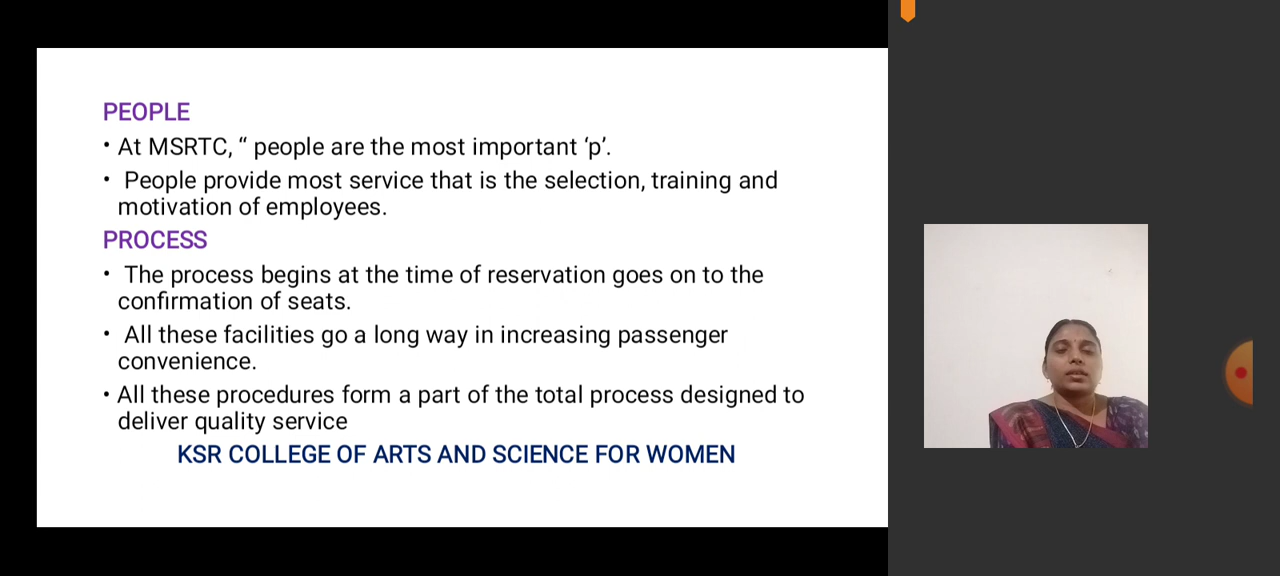 PEOPLE
• At MSRTC, “ people are the most important ‘p’.
• People provide most service that is the selection, training and
motivation of employees.
PROCESS
• The process begins at the time of reservation goes on to the
confirmation of seats.
• All these facilities go a long way in increasing passenger
convenience.
• All these procedures form a part of the total process designed to
deliver quality service
KSR COLLEGE OF ARTS AND SCIENCE FOR WOMEN